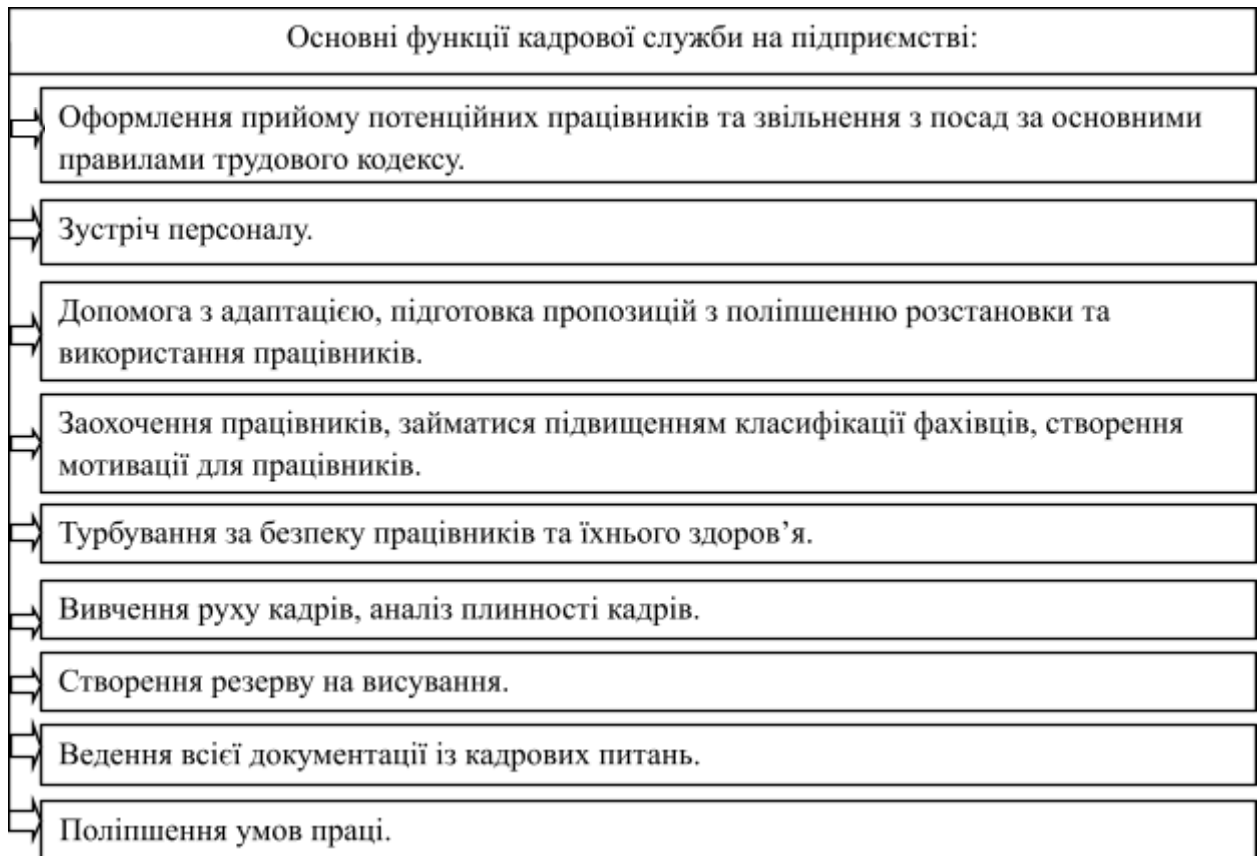 Основні функції кадрової служби на підприємстві:
Оформлення прийому потенційних працівників та звільнення з посад за основними
правилами трудового кодексу.
Зустріч персоналу.
Допомога з адаптацією, підготовка пропозицій з поліпшенню розстановки та
використання працівників.
Заохочення працівників, займатися підвищенням класифікації фахівців, створення
мотивації для працівників.
Турбування за безпеку працівників та їхнього здоров’я.
Вивчення руху кадрів, аналіз плинності кадрів.
Створення резерву на висування.
Ведення всієї документації із кадрових питань.
Поліпшення умов праці.